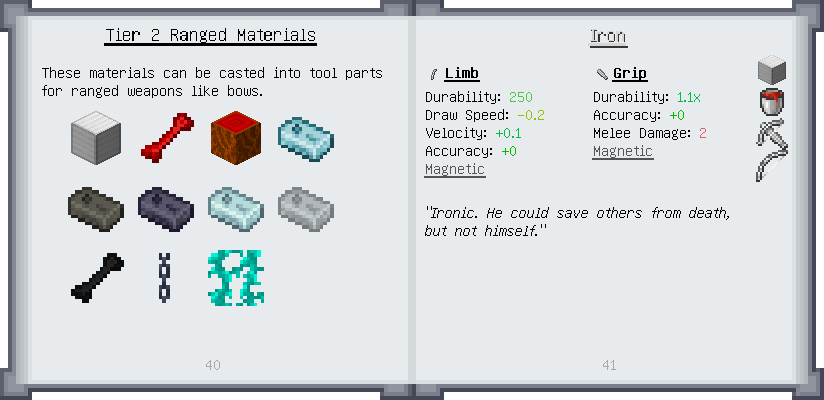 Tier 2 Ranged Materials
These materials can be casted into tool parts
for ranged weapons like bows.
40
Iron
Limb
Durability: 250
Draw Speed: -0.2
Velocity: +0.1
Accuracy: +0
Magnetic
Grip
Durability: 1.1x
Accuracy: +0
Melee Damage: 2
Magnetic
"Ironic. He could save others from death,
but not himself."
41